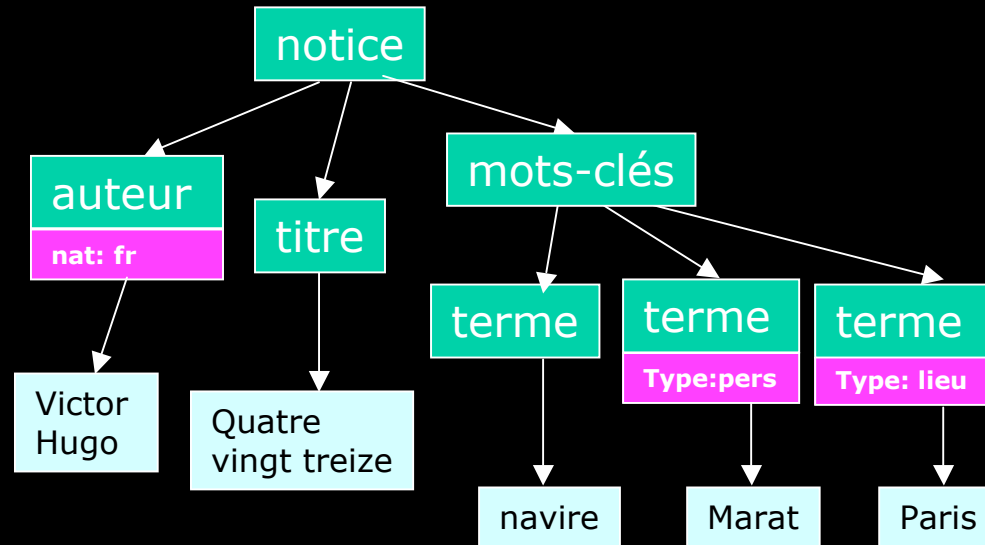 notice
auteur
nat: fr
titre
mots-clés
terme
terme
Type:pers
terme
Type: lieu
Victor
Hugo
Quatre
vingt treize
navire
Marat
Paris